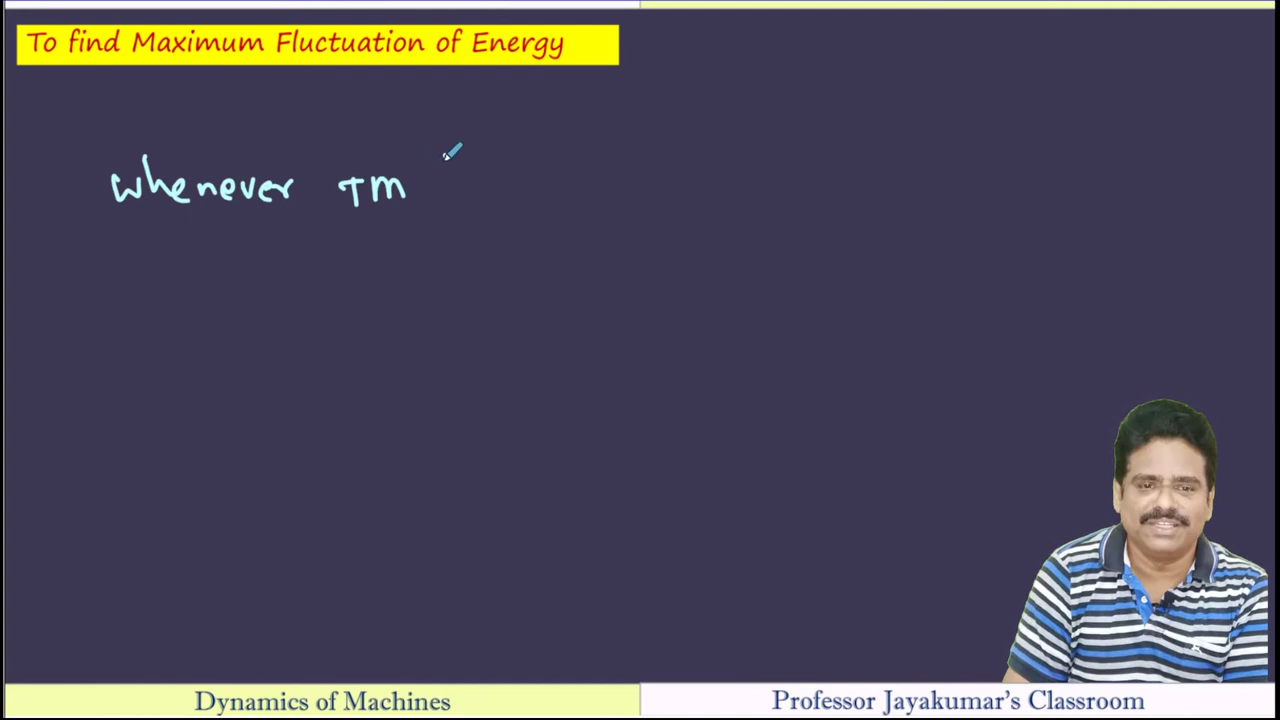 To find Maximum Fluctuation of Energy
whenever TM
Dynamics of Machines
Professor Jayakumar's Classroom